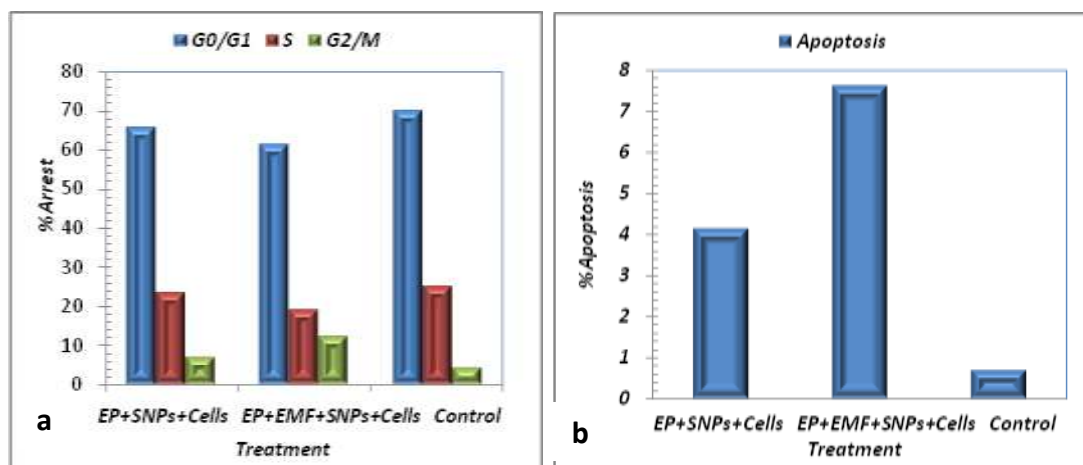 G0/G1 S G2/M
80
70
60
50
40
30
20
10
0
%Arrest
EP+SNPs+Cells EP+EMF+SNPs+Cells Control
Treatment
a
Apoptosis
8
7
6
5
4
3
2
1
0
%Apoptosis
EP+SNPs+Cells EP+EMF+SNPs+Cells Control
Treatment
b